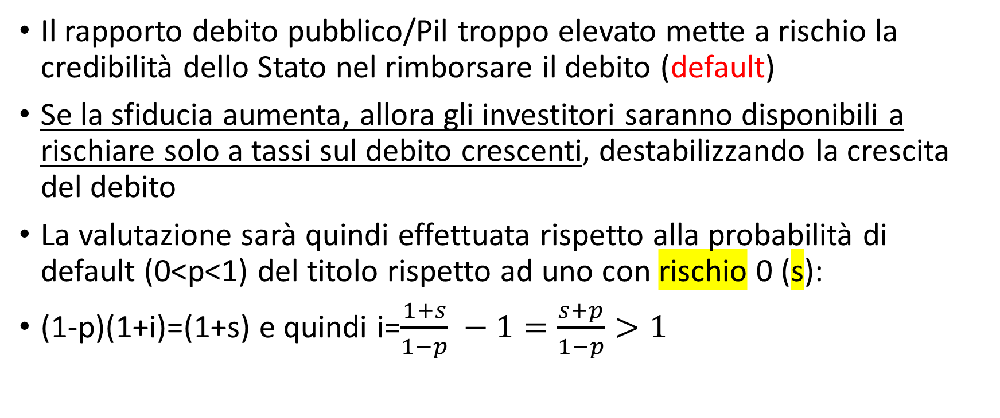 • Il rapporto debito pubblico/Pil troppo elevato mette a rischio la
credibilità dello Stato nel rimborsare il debito (default)
• Se la sfiducia aumenta, allora gli investitori saranno disponibili a
rischiare solo a tassi sul debito crescenti, destabilizzando la crescita
del debito
• La valutazione sarà quindi effettuata rispetto alla probabilità di
default (0<p<1) del titolo rispetto ad uno con rischio 0 (s):
• (1-p)(1+i)=(1+s) e quindi i=\frac{1+s}{1−p} − 1 = \frac{s+p}{1−p} > 1